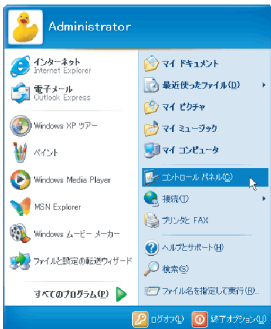 Administrator
インターネット
Internet Explorer
電子メール
Outlook Express
Windows XP ツアー
ペイント
Windows Media Player
MSN Explorer
Windows ムービー メーカー
ファイルと設定の転送ウィザード
すべてのプログラム(P)
マイ ドキュメント
最近使ったファイル(D)
マイ ピクチャ
マイ ミュージック
マイ コンピュータ
コントロール パネル(C)
接続(T)
プリンタと FAX
ヘルプとサポート(H)
検索(S)
ファイル名を指定して実行(R)...
ログオフ(L)
終了オプション(U)